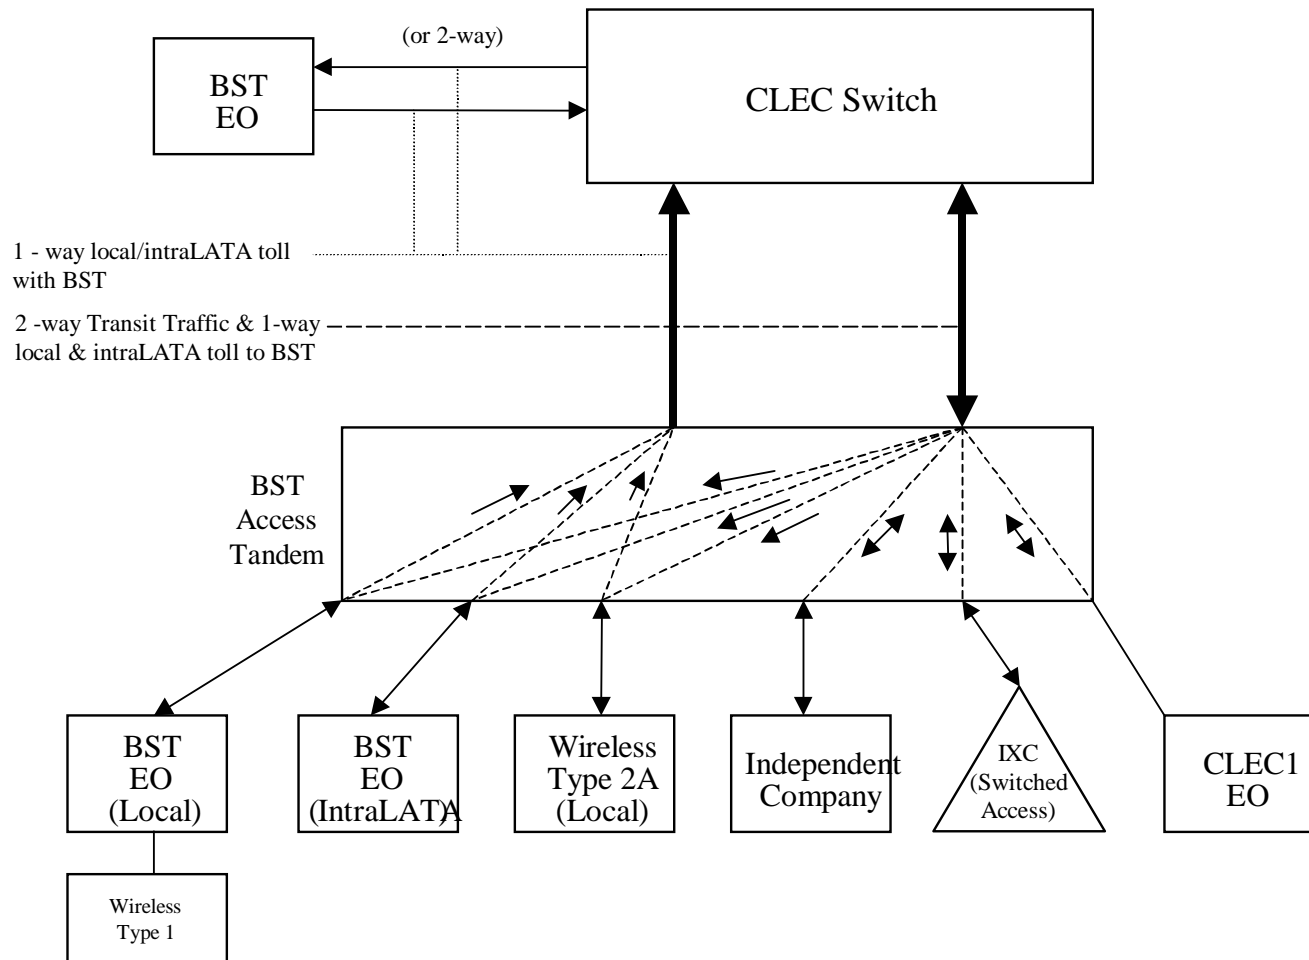 (or 2-way)
BST
EO
CLEC Switch
1 - way local/intraLATA toll
with BST
2 -way Transit Traffic & 1-way
local & intraLATA toll to BST
BST
Access
Tandem
BST
EO
(Local)
BST
EO
(IntraLATA)
Wireless
Type 2A
(Local)
Independent
Company
IXC
(Switched
Access)
CLEC1
EO
Wireless
Type 1